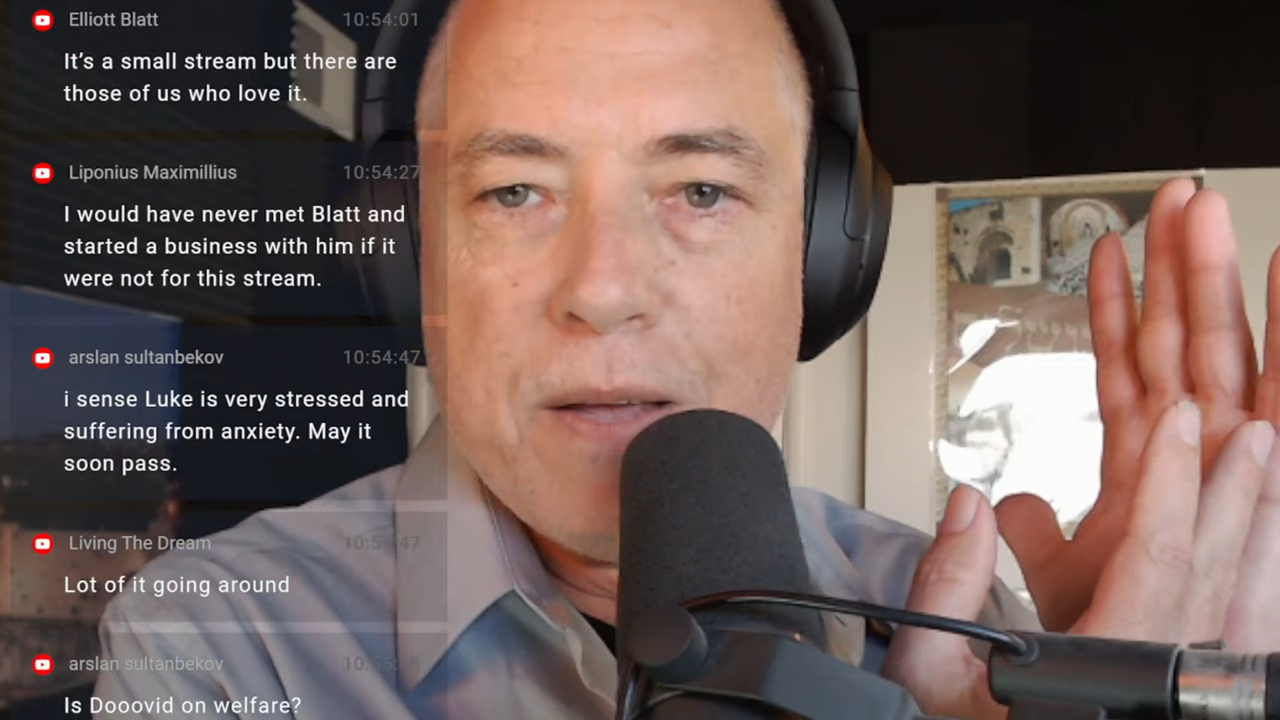 Elliott Blatt 10:54:01
It’s a small stream but there are
those of us who love it.
Liponius Maximillius 10:54:27
I would have never met Blatt and
started a business with him if it
were not for this stream.
arslan sultanbekov 10:54:47
i sense Luke is very stressed and
suffering from anxiety. May it
soon pass.
Living The Dream
Lot of it going around
arslan sultanbekov
Is Dooovid on welfare?